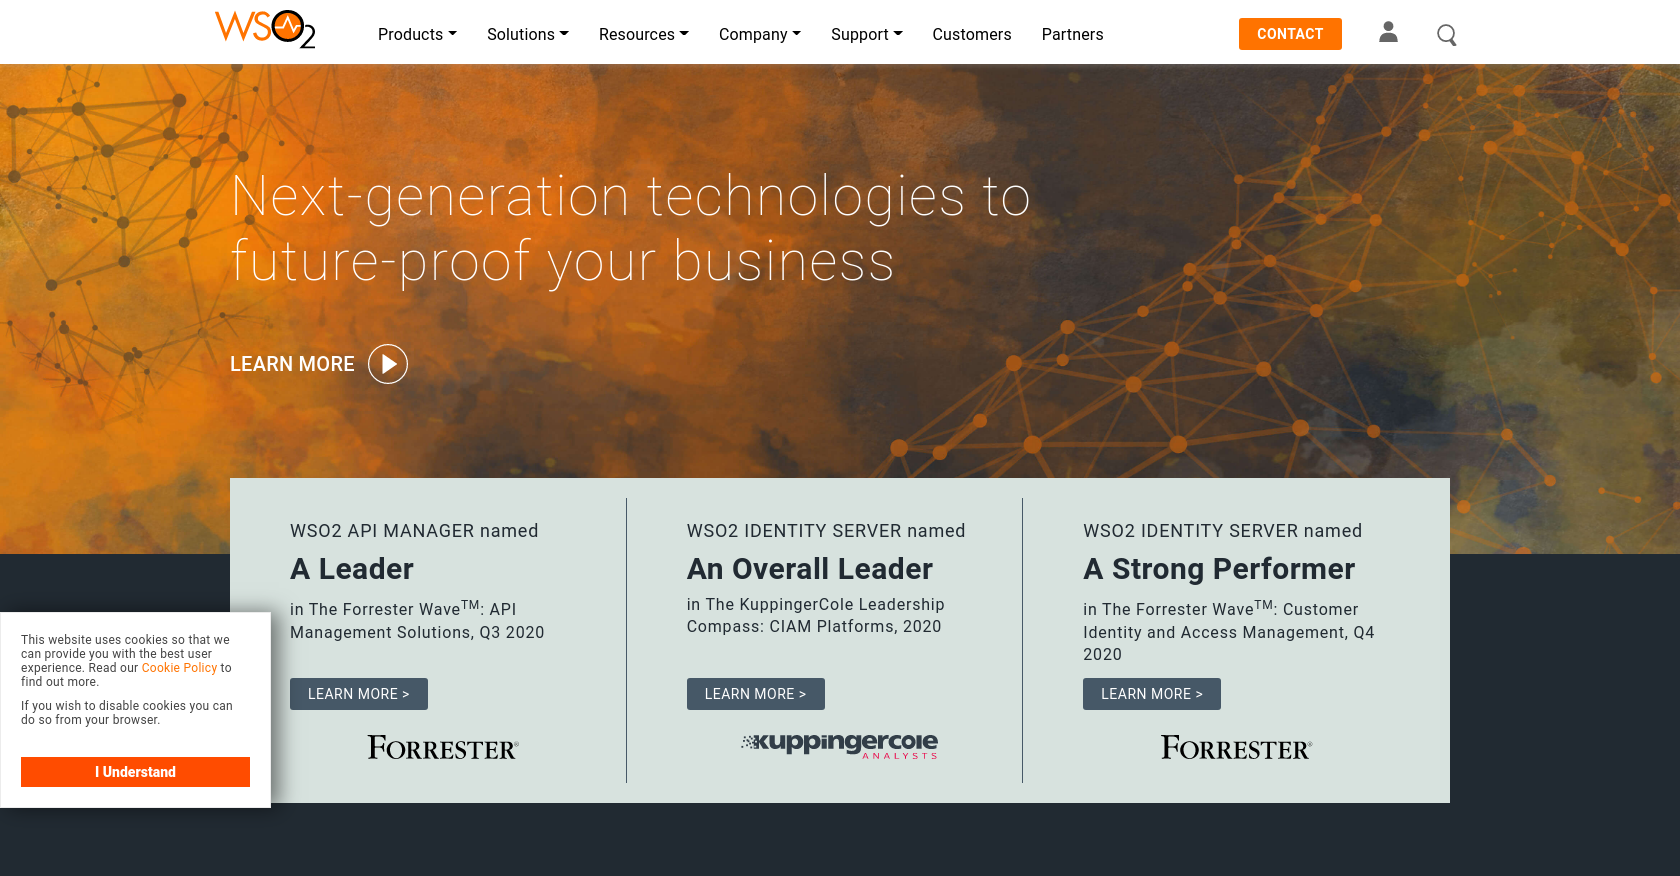 WSO2
Products
Solutions
Resources
Company
Support
Customers
Partners
CONTACT
Next-generation technologies to
future-proof your business
LEARN MORE
WSO2 API MANAGER named
A Leader
in The Forrester Wave™: API
Management Solutions, Q3 2020
LEARN MORE >
FORRESTER®
WSO2 IDENTITY SERVER named
An Overall Leader
in The KuppingerCole Leadership
Compass: CIAM Platforms, 2020
LEARN MORE >
kuppingercole
ANALYSTS
WSO2 IDENTITY SERVER named
A Strong Performer
in The Forrester Wave™: Customer
Identity and Access Management, Q4
2020
LEARN MORE >
FORRESTER®
This website uses cookies so that we
can provide you with the best user
experience. Read our Cookie Policy to
find out more.
If you wish to disable cookies you can
do so from your browser.
I Understand